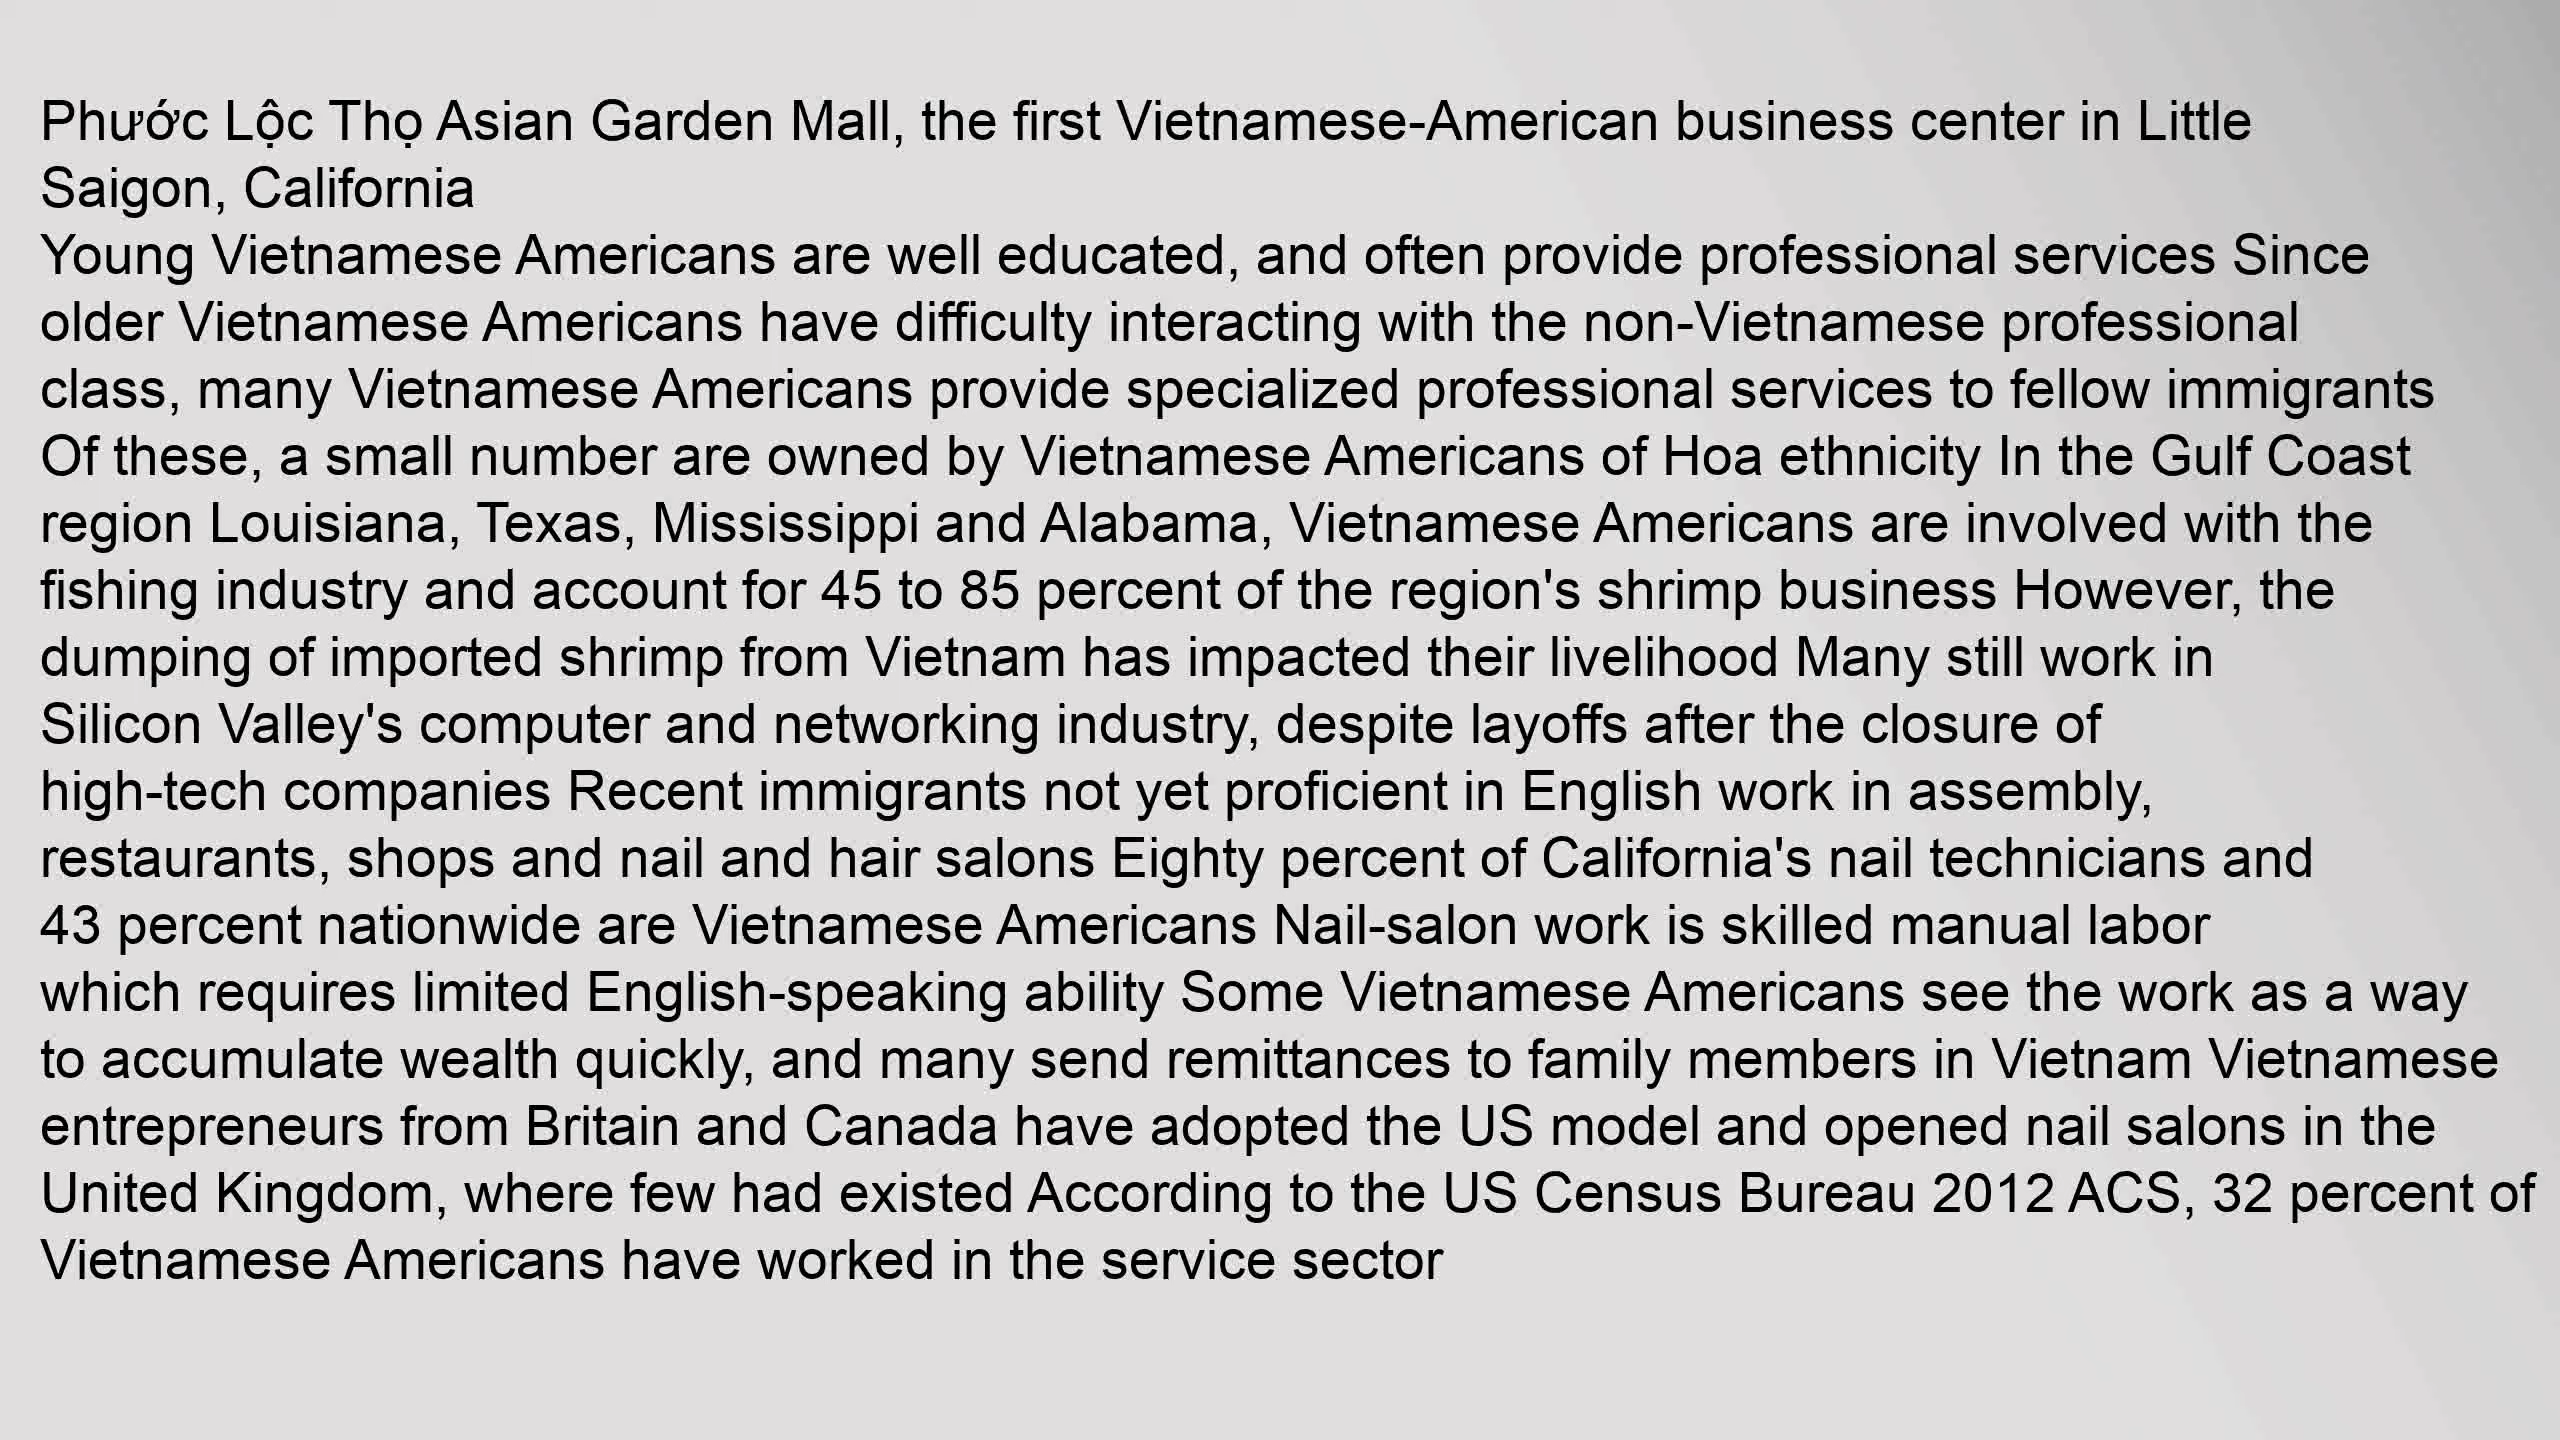 Phước Lộc Thọ Asian Garden Mall, the first Vietnamese-American business center in Little
Saigon, California
Young Vietnamese Americans are well educated, and often provide professional services Since
older Vietnamese Americans have difficulty interacting with the non-Vietnamese professional
class, many Vietnamese Americans provide specialized professional services to fellow immigrants
Of these, a small number are owned by Vietnamese Americans of Hoa ethnicity In the Gulf Coast
region Louisiana, Texas, Mississippi and Alabama, Vietnamese Americans are involved with the
fishing industry and account for 45 to 85 percent of the region's shrimp business However, the
dumping of imported shrimp from Vietnam has impacted their livelihood Many still work in
Silicon Valley's computer and networking industry, despite layoffs after the closure of
high-tech companies Recent immigrants not yet proficient in English work in assembly,
restaurants, shops and nail and hair salons Eighty percent of California's nail technicians and
43 percent nationwide are Vietnamese Americans Nail-salon work is skilled manual labor
which requires limited English-speaking ability Some Vietnamese Americans see the work as a way
to accumulate wealth quickly, and many send remittances to family members in Vietnam Vietnamese
entrepreneurs from Britain and Canada have adopted the US model and opened nail salons in the
United Kingdom, where few had existed According to the US Census Bureau 2012 ACS, 32 percent of
Vietnamese Americans have worked in the service sector